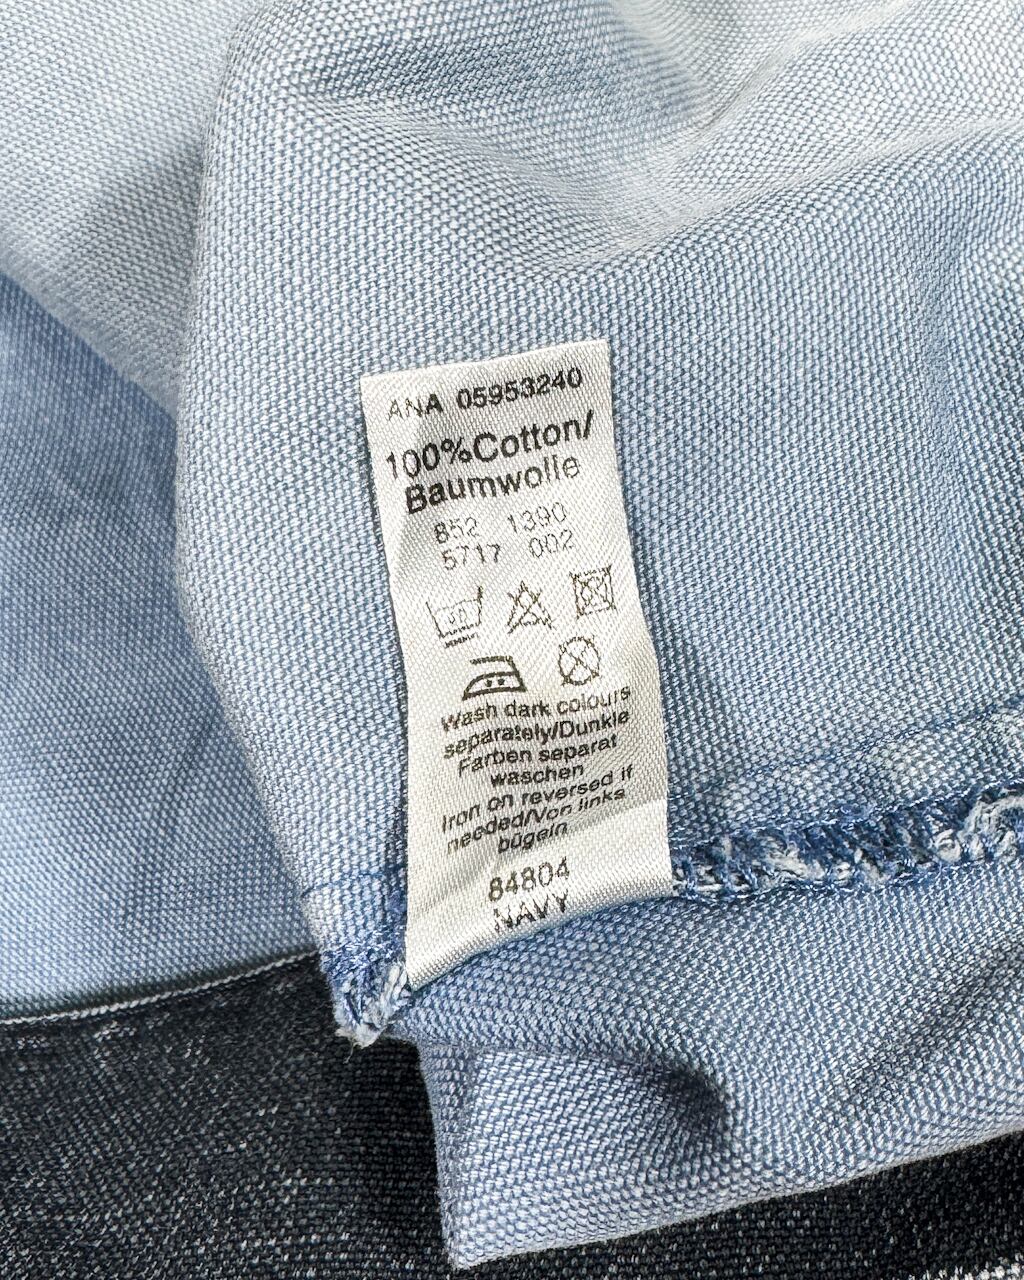 ANA 05953240
100%Cotton/
Baumwolle
852 1390
5717 002
30
Wash dark colours
separately/Dunkle
Farben separat
waschen
Iron on reversed if
needed/Von links
bügeln
84804
NAVY